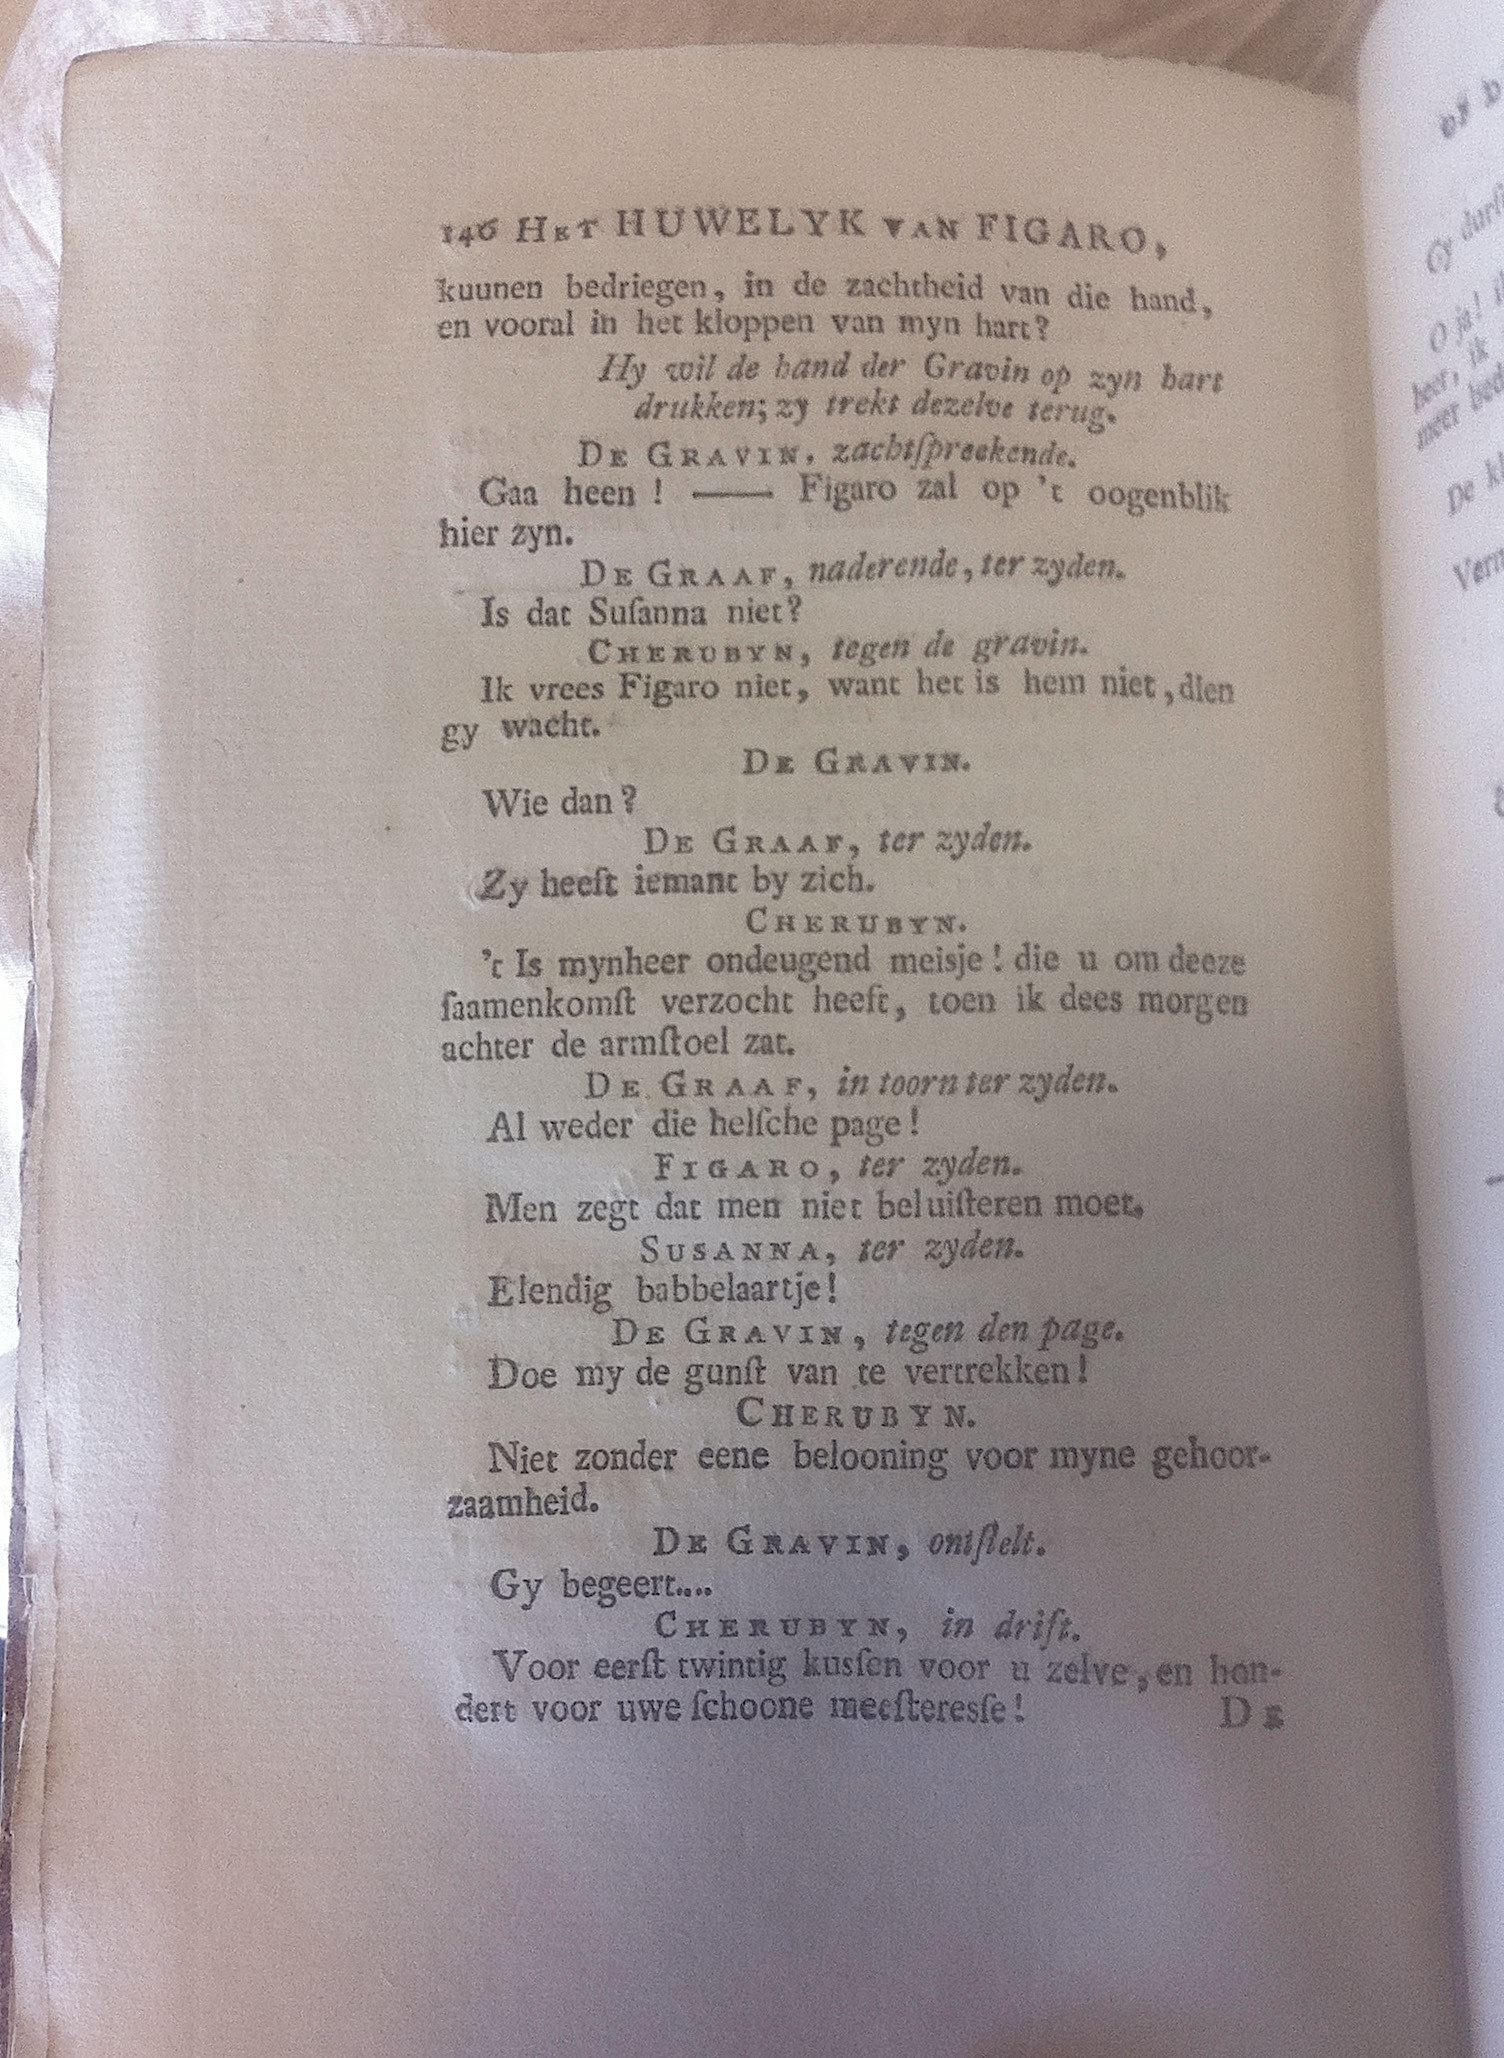 146 HET HUWELYK VAN FIGARO,
kuunen bedriegen, in de zachtheid van die hand,
en vooral in het kloppen van myn hart?
Hy wil de hand der Gravin op zyn hart
drukken; zy trekt dezelve terug.
DE GRAVIN, zachtſpreekende.
Gaa heen! —— Figaro zal op 't oogenblik
hier zyn.
DE GRAAF, naderende, ter zyden.
Is dat Suſanna niet?
CHERUBYN, tegen de gravin.
Ik vrees Figaro niet, want het is hem niet, dien
gy wacht.
DE GRAVIN.
Wie dan?
DE GRAAF, ter zyden.
Zy heeft iemant by zich.
CHERUBYN.
't Is mynheer ondeugend meisje! die u om deeze
ſaamenkomſt verzocht heeft, toen ik dees morgen
achter de armſtoel zat.
DE GRAAF, in toorn ter zyden.
Al weder die helſche page!
FIGARO, ter zyden.
Men zegt dat men niet beluiſteren moet.
SUSANNA, ter zyden.
Elendig babbelaartje!
DE GRAVIN, tegen den page.
Doe my de gunſt van te vertrekken!
CHERUBYN.
Niet zonder eene belooning voor myne gehoor-
zaamheid.
DE GRAVIN, ontſtelt.
Gy begeert....
CHERUBYN, in drift.
Voor eerſt twintig kusſen voor u zelve, en hon-
dert voor uwe ſchoone meeſteresſe!
DE
Gy durſ
O ja!
heer, ik
meer bed
De kl